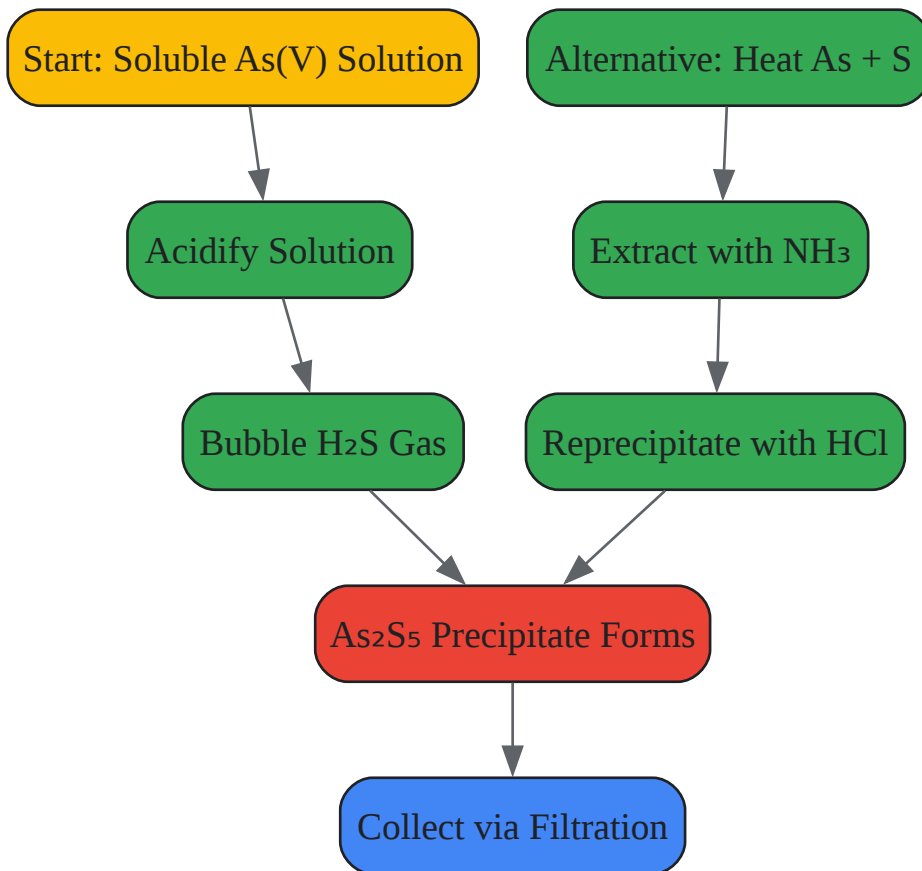 Start: Soluble As(V) Solution
Alternative: Heat As + S
Acidify Solution
Extract with NH₃
Bubble H₂S Gas
Reprecipitate with HCl
As₂S₅ Precipitate Forms
Collect via Filtration